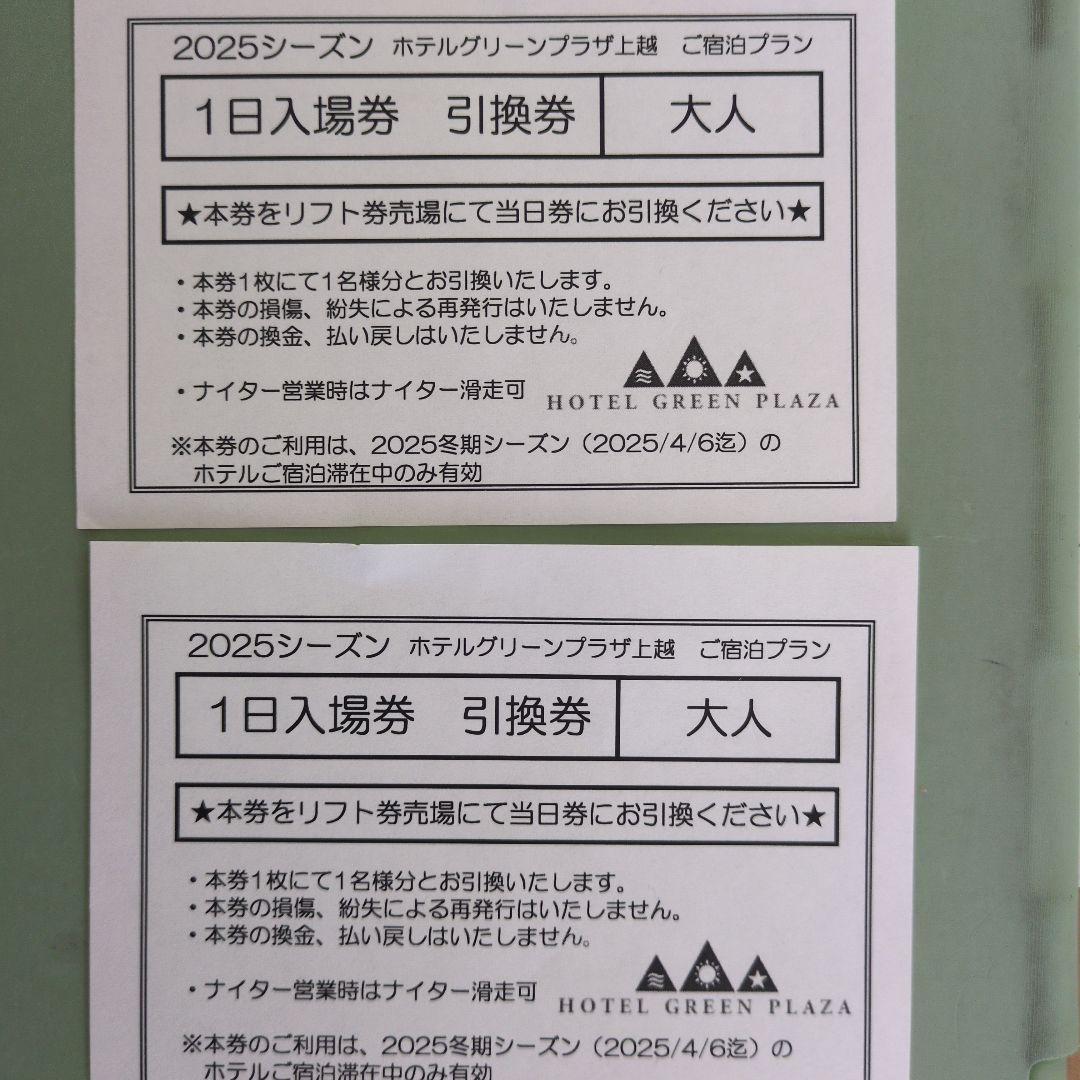 2025シーズン ホテルグリーンプラザ上越 ご宿泊プラン
1日入場券 引換券 大人
★本券をリフト券売場にて当日券にお引換ください★
・本券1枚にて1名様分とお引換いたします。
・本券の損傷、紛失による再発行はいたしません。
・本券の換金、払い戻しはいたしません。
・ナイター営業時はナイター滑走可
HOTEL GREEN PLAZA
※本券のご利用は、2025冬期シーズン（2025/4/6迄）の
ホテルご宿泊滞在中のみ有効
2025シーズン ホテルグリーンプラザ上越 ご宿泊プラン
1日入場券 引換券 大人
★本券をリフト券売場にて当日券にお引換ください★
・本券1枚にて1名様分とお引換いたします。
・本券の損傷、紛失による再発行はいたしません。
・本券の換金、払い戻しはいたしません。
・ナイター営業時はナイター滑走可
HOTEL GREEN PLAZA
※本券のご利用は、2025冬期シーズン（2025/4/6迄）の
ホテルご宿泊滞在中のみ有効